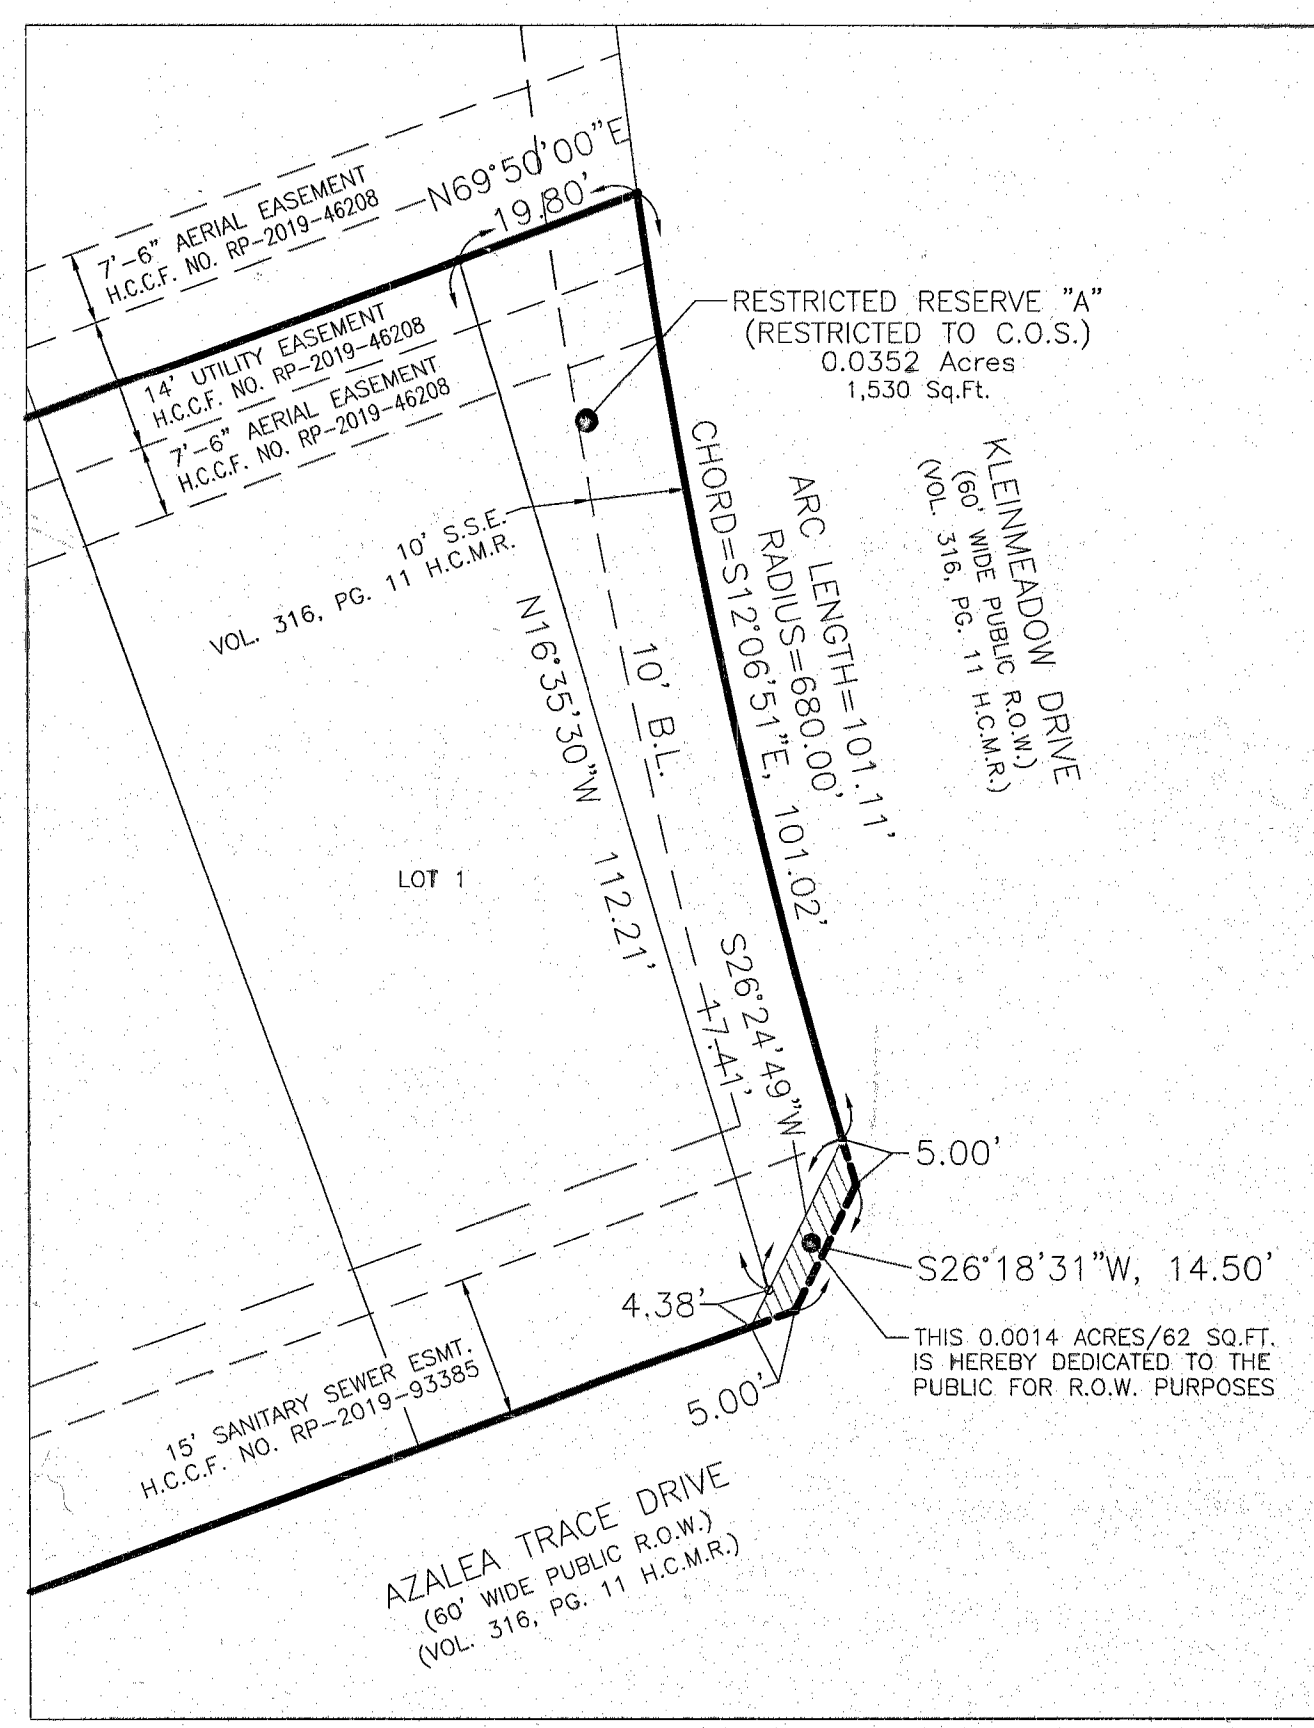 7'-6" AERIAL EASEMENT
H.C.C.F. NO. RP-2019-46208
N69°50'00"E
19.80'
14' UTILITY EASEMENT
H.C.C.F. NO. RP-2019-46208
7'-6" AERIAL EASEMENT
H.C.C.F. NO. RP-2019-46208
RESTRICTED RESERVE "A"
(RESTRICTED TO C.O.S.)
0.0352 Acres
1,530 Sq.Ft.
10' S.S.E.
VOL. 316, PG. 11 H.C.M.R.
N16°35'30"W 112.21'
10' B.L.
CHORD=S12°06'51"E, 101.02'
RADIUS=680.00'
ARC LENGTH=101.11'
KLEINMEADOW DRIVE
(60' WIDE PUBLIC R.O.W.)
(VOL. 316, PG. 11 H.C.M.R.)
LOT 1
S26°24'49"W
17.41'
5.00'
S26°18'31"W, 14.50'
4.38'
THIS 0.0014 ACRES/62 SQ.FT.
IS HEREBY DEDICATED TO THE
PUBLIC FOR R.O.W. PURPOSES
5.00'
15' SANITARY SEWER ESMT.
H.C.C.F. NO. RP-2019-93385
AZALEA TRACE DRIVE
(60' WIDE PUBLIC R.O.W.)
(VOL. 316, PG. 11 H.C.M.R.)